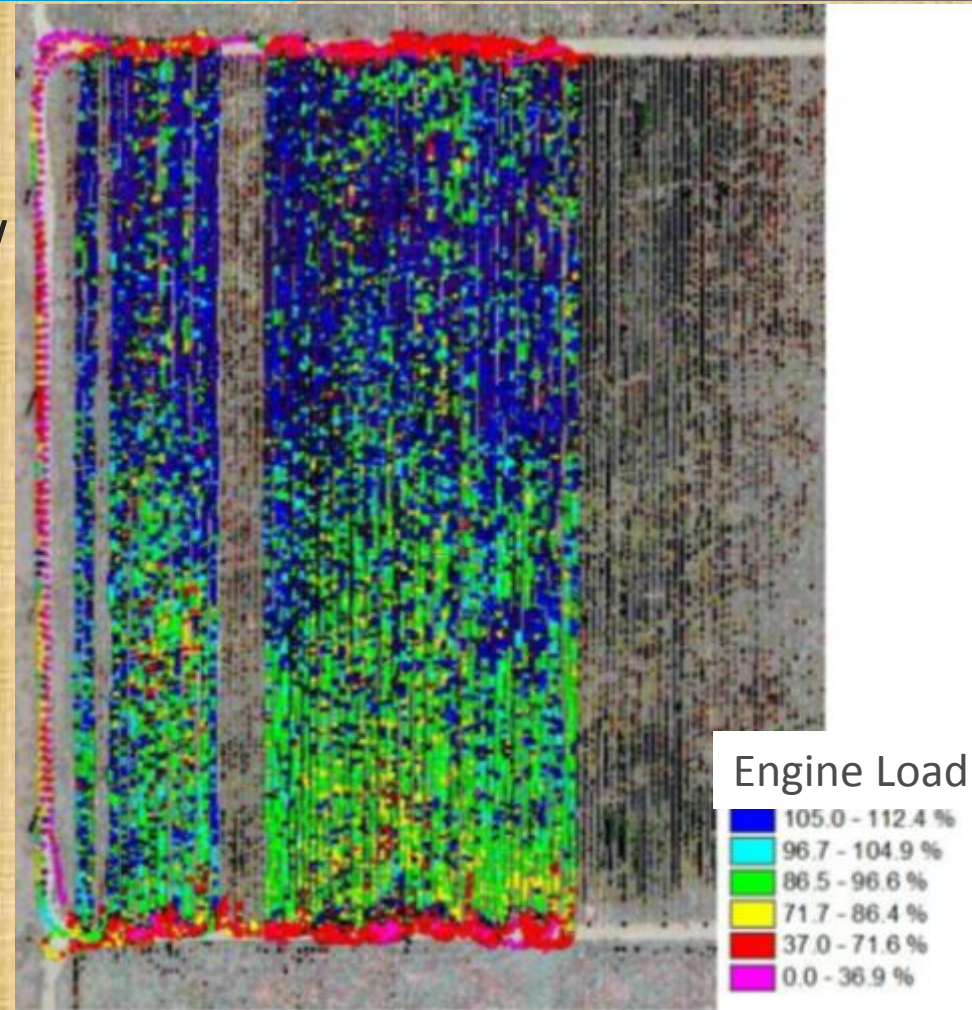 Engine Load
105.0 - 112.4 %
96.7 - 104.9 %
86.5 - 96.6 %
71.7 - 86.4 %
37.0 - 71.6 %
0.0 - 36.9 %